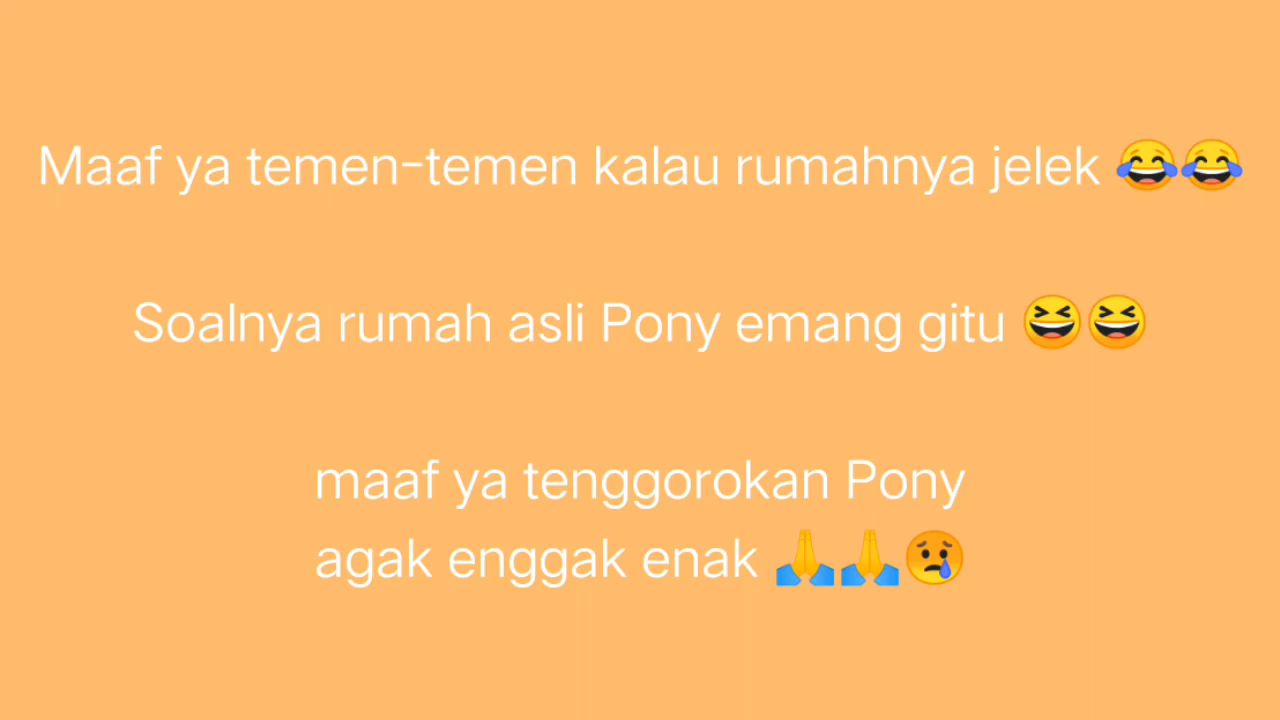 Maaf ya temen-temen kalau rumahnya jelek 😂😂
Soalnya rumah asli Pony emang gitu 😆😆
maaf ya tenggorokan Pony
agak enggak enak 🙏🙏😢